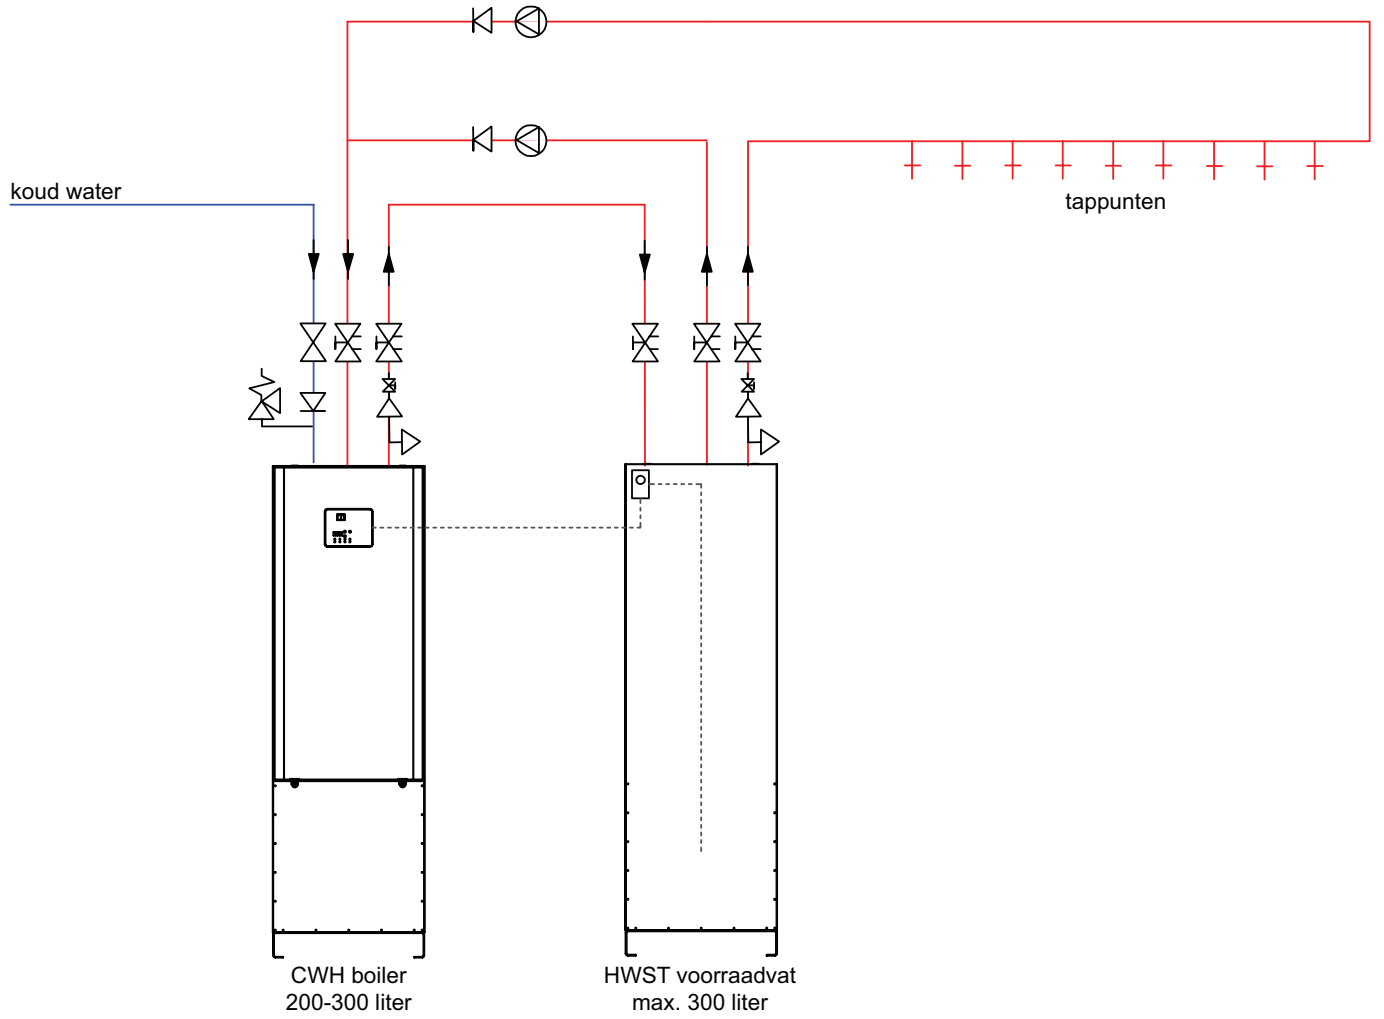 koud water
tappunten
CWH boiler
200-300 liter
HWST voorraadvat
max. 300 liter